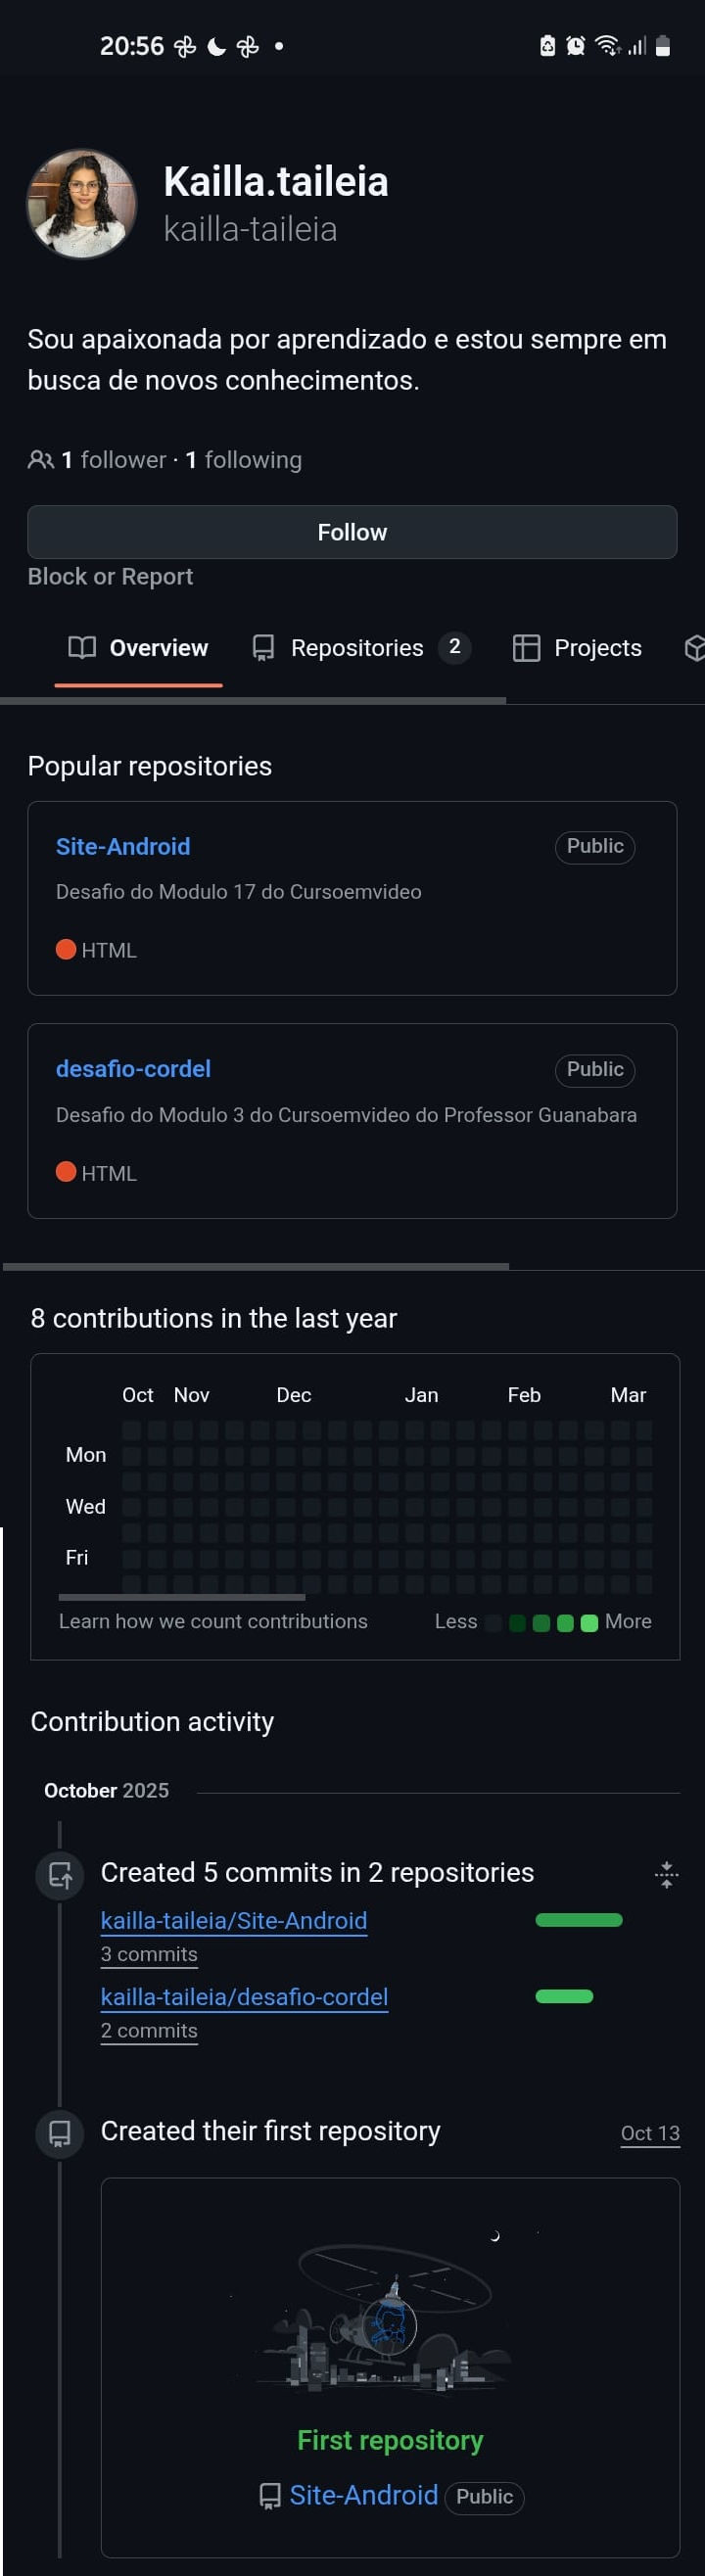 20:56
Kailla.taileia
kailla-taileia
Sou apaixonada por aprendizado e estou sempre em
busca de novos conhecimentos.
1 follower · 1 following
Follow
Block or Report
Overview Repositories 2 Projects
Popular repositories
Site-Android Public
Desafio do Modulo 17 do Cursoemvideo
HTML
desafio-cordel Public
Desafio do Modulo 3 do Cursoemvideo do Professor Guanabara
HTML
8 contributions in the last year
Oct Nov Dec Jan Feb Mar
Mon
Wed
Fri
Learn how we count contributions Less More
Contribution activity
October 2025
Created 5 commits in 2 repositories
kailla-taileia/Site-Android
3 commits
kailla-taileia/desafio-cordel
2 commits
Created their first repository Oct 13
First repository
Site-Android Public